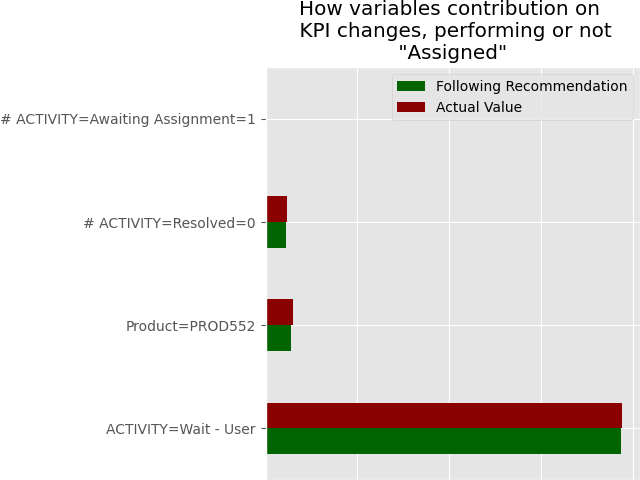 How variables contribution on
KPI changes, performing or not
"Assigned"
Following Recommendation
Actual Value
# ACTIVITY=Awaiting Assignment=1
# ACTIVITY=Resolved=0
Product=PROD552
ACTIVITY=Wait - User